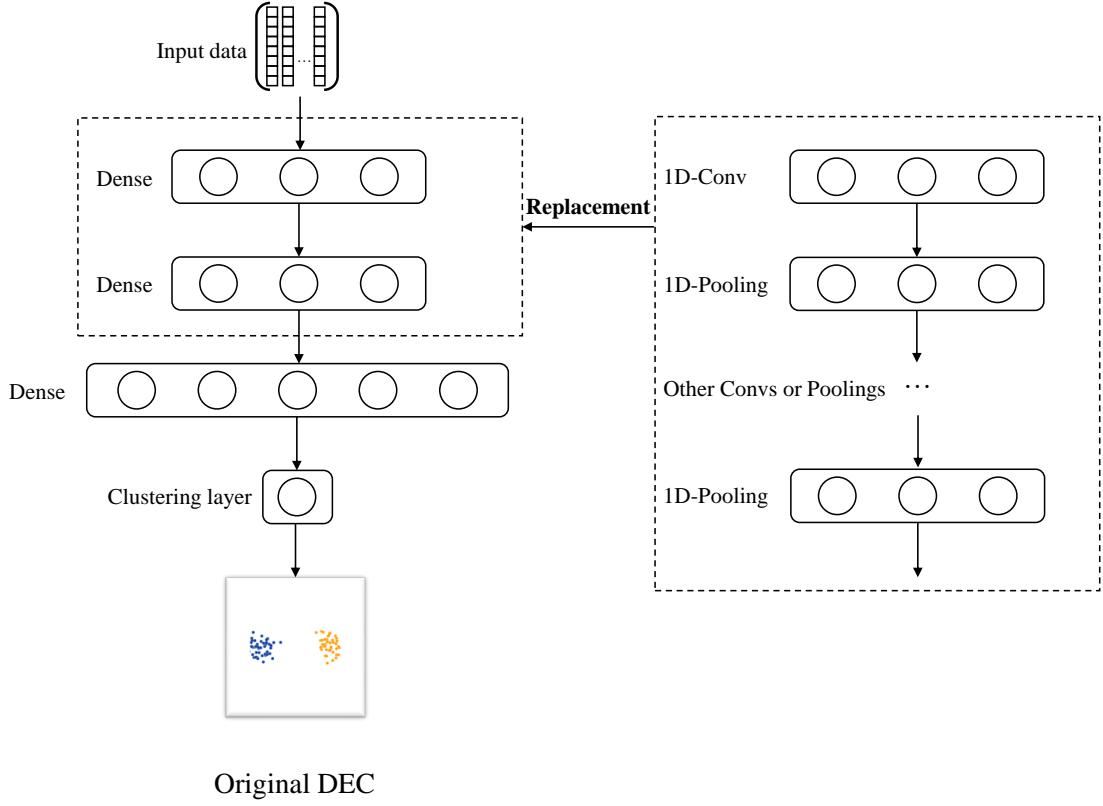 Input data
...
Dense
Dense
Dense
Clustering layer
Original DEC
Replacement
1D-Conv
1D-Pooling
Other Convs or Poolings ...
1D-Pooling